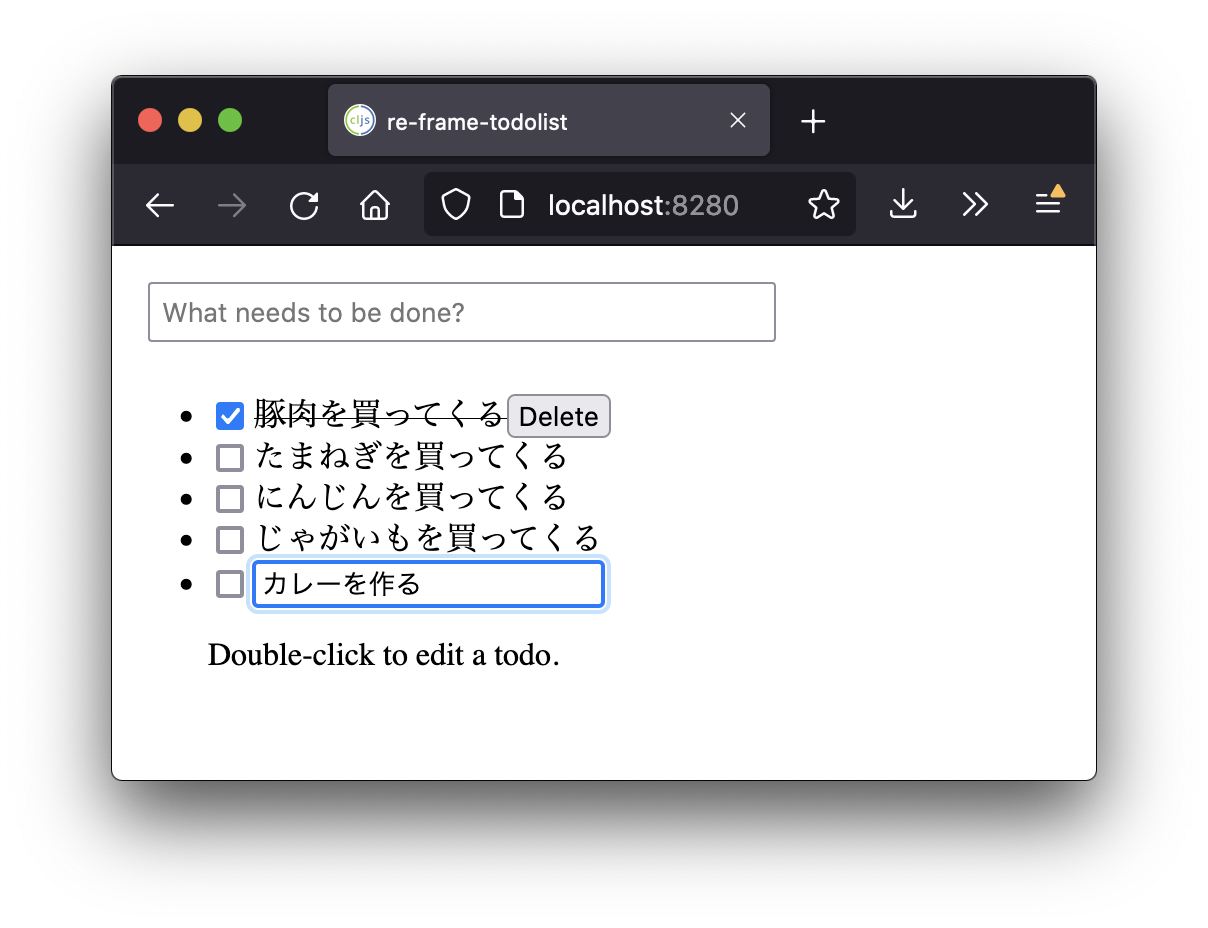 cljs re-frame-todolist
localhost:8280
What needs to be done?
豚肉を買ってくる Delete
たまねぎを買ってくる
にんじんを買ってくる
じゃがいもを買ってくる
カレーを作る
Double-click to edit a todo.